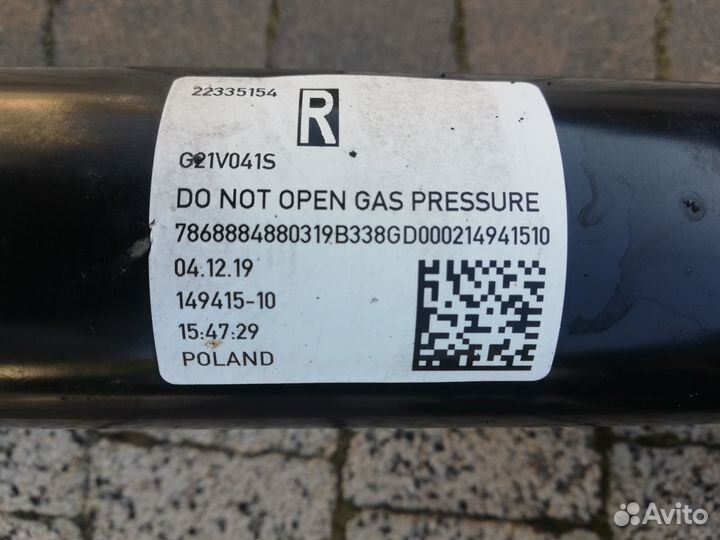 22335154
R
G21V041S
DO NOT OPEN GAS PRESSURE
7868884880319B338GD000214941510
04.12.19
149415-10
15:47:29
POLAND
Avito